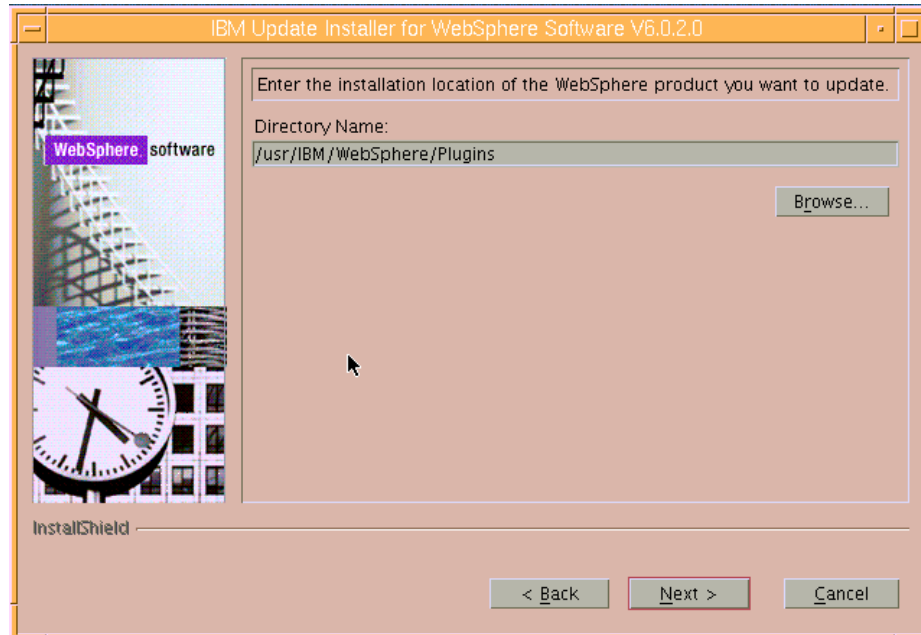 IBM Update Installer for WebSphere Software V6.0.2.0
Enter the installation location of the WebSphere product you want to update.
Directory Name:
/usr/IBM/WebSphere/Plugins
Browse...
WebSphere software
InstallShield
< Back
Next >
Cancel